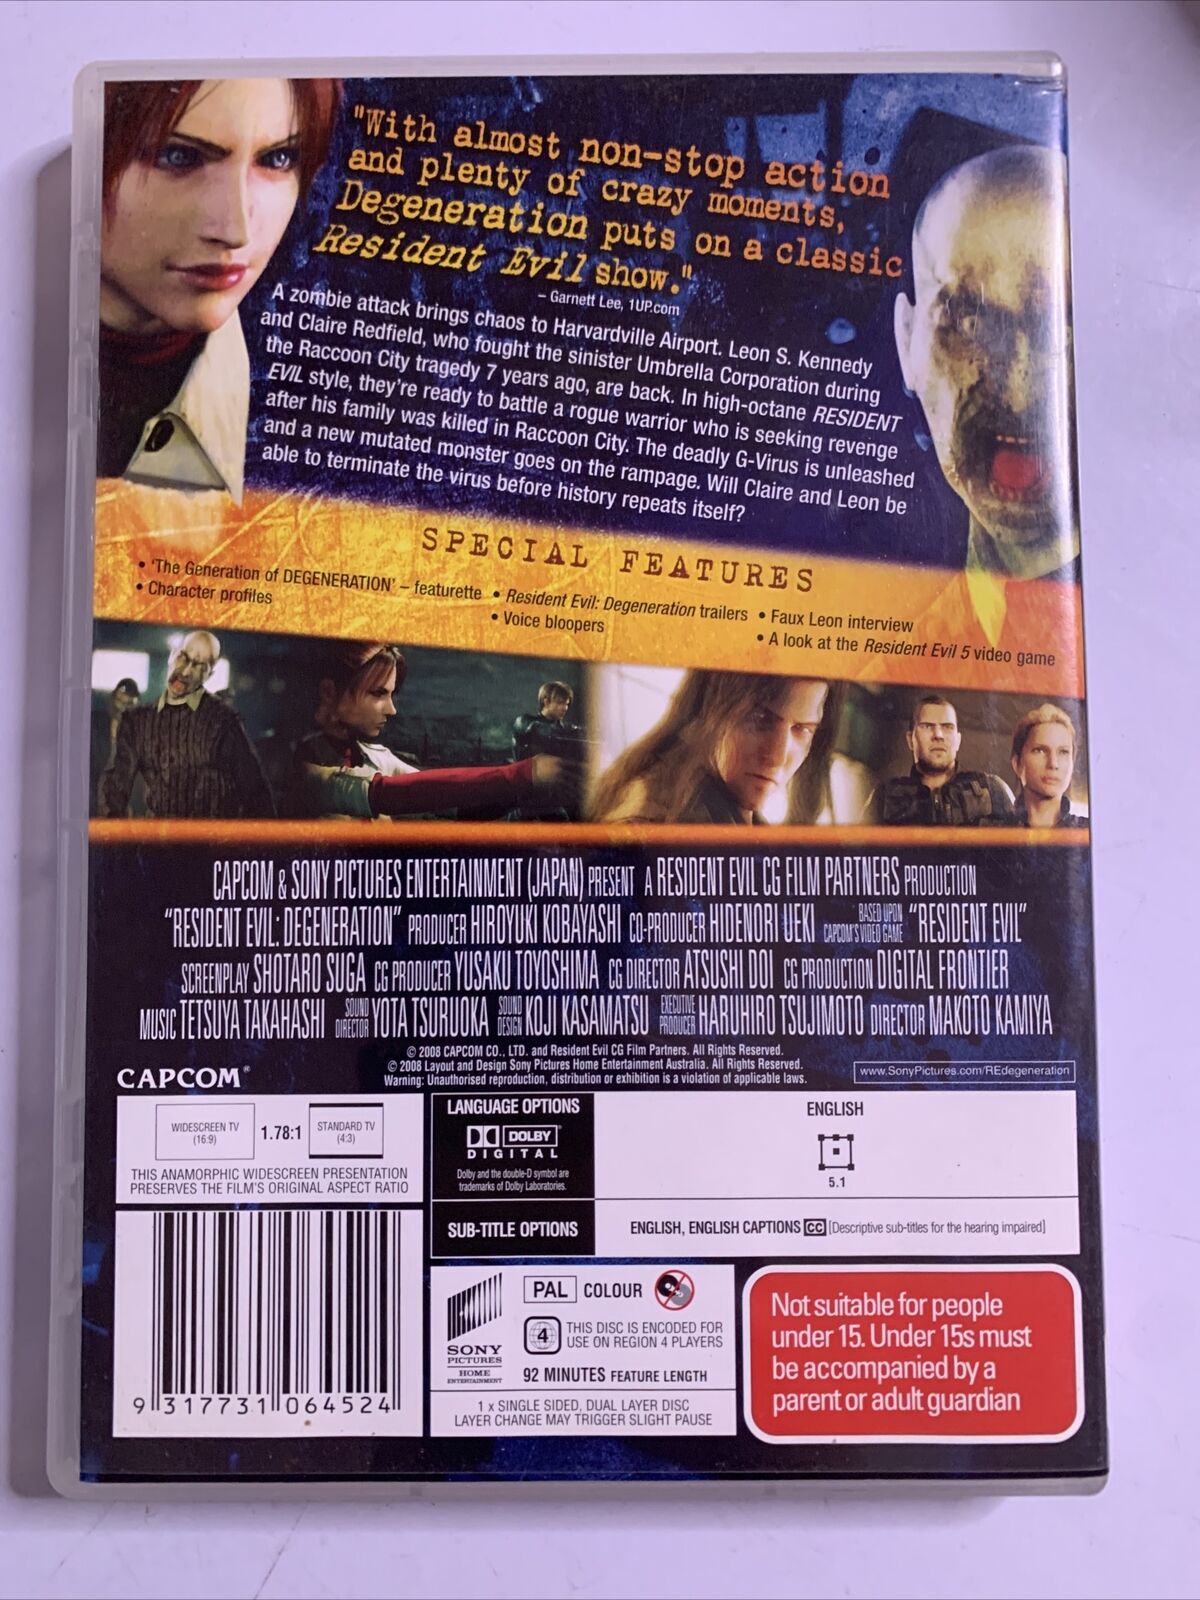 "With almost non-stop action
and plenty of crazy moments,
Degeneration puts on a classic
Resident Evil show."
– Garnett Lee, 1UP.com
A zombie attack brings chaos to Harvardville Airport. Leon S. Kennedy
and Claire Redfield, who fought the sinister Umbrella Corporation during
the Raccoon City tragedy 7 years ago, are back. In high-octane RESIDENT
EVIL style, they're ready to battle a rogue warrior who is seeking revenge
after his family was killed in Raccoon City. The deadly G-Virus is unleashed
and a new mutated monster goes on the rampage. Will Claire and Leon be
able to terminate the virus before history repeats itself?
SPECIAL FEATURES
• 'The Generation of DEGENERATION' – featurette • Resident Evil: Degeneration trailers • Faux Leon interview
• Character profiles • Voice bloopers • A look at the Resident Evil 5 video game
CAPCOM & SONY PICTURES ENTERTAINMENT (JAPAN) PRESENT A RESIDENT EVIL CG FILM PARTNERS PRODUCTION
"RESIDENT EVIL: DEGENERATION" PRODUCER HIROYUKI KOBAYASHI CO-PRODUCER HIDENORI UEKI BASED UPON CAPCOM'S VIDEO GAME "RESIDENT EVIL"
SCREENPLAY SHOTARO SUGA CG PRODUCER YUSAKU TOYOSHIMA CG DIRECTOR ATSUSHI DOI CG PRODUCTION DIGITAL FRONTIER
MUSIC TETSUYA TAKAHASHI SOUND DIRECTOR YOTA TSURUOKA SOUND DESIGN KOJI KASAMATSU EXECUTIVE PRODUCER HARUHIRO TSUJIMOTO DIRECTOR MAKOTO KAMIYA
© 2008 CAPCOM CO., LTD. and Resident Evil CG Film Partners. All Rights Reserved.
© 2008 Layout and Design Sony Pictures Home Entertainment Australia. All Rights Reserved.
Warning: Unauthorised reproduction, distribution or exhibition is a violation of applicable laws.
CAPCOM®
www.SonyPictures.com/REdegeneration
WIDESCREEN TV
(16:9)
1.78:1
STANDARD TV
(4:3)
THIS ANAMORPHIC WIDESCREEN PRESENTATION
PRESERVES THE FILM'S ORIGINAL ASPECT RATIO
LANGUAGE OPTIONS
DOLBY
DIGITAL
Dolby and the double-D symbol are
trademarks of Dolby Laboratories.
ENGLISH
5.1
SUB-TITLE OPTIONS
ENGLISH, ENGLISH CAPTIONS CC [Descriptive sub-titles for the hearing impaired]
9 317731 064524
SONY
PICTURES
HOME
ENTERTAINMENT
PAL COLOUR
4
THIS DISC IS ENCODED FOR
USE ON REGION 4 PLAYERS
92 MINUTES FEATURE LENGTH
1 x SINGLE SIDED, DUAL LAYER DISC
LAYER CHANGE MAY TRIGGER SLIGHT PAUSE
Not suitable for people
under 15. Under 15s must
be accompanied by a
parent or adult guardian